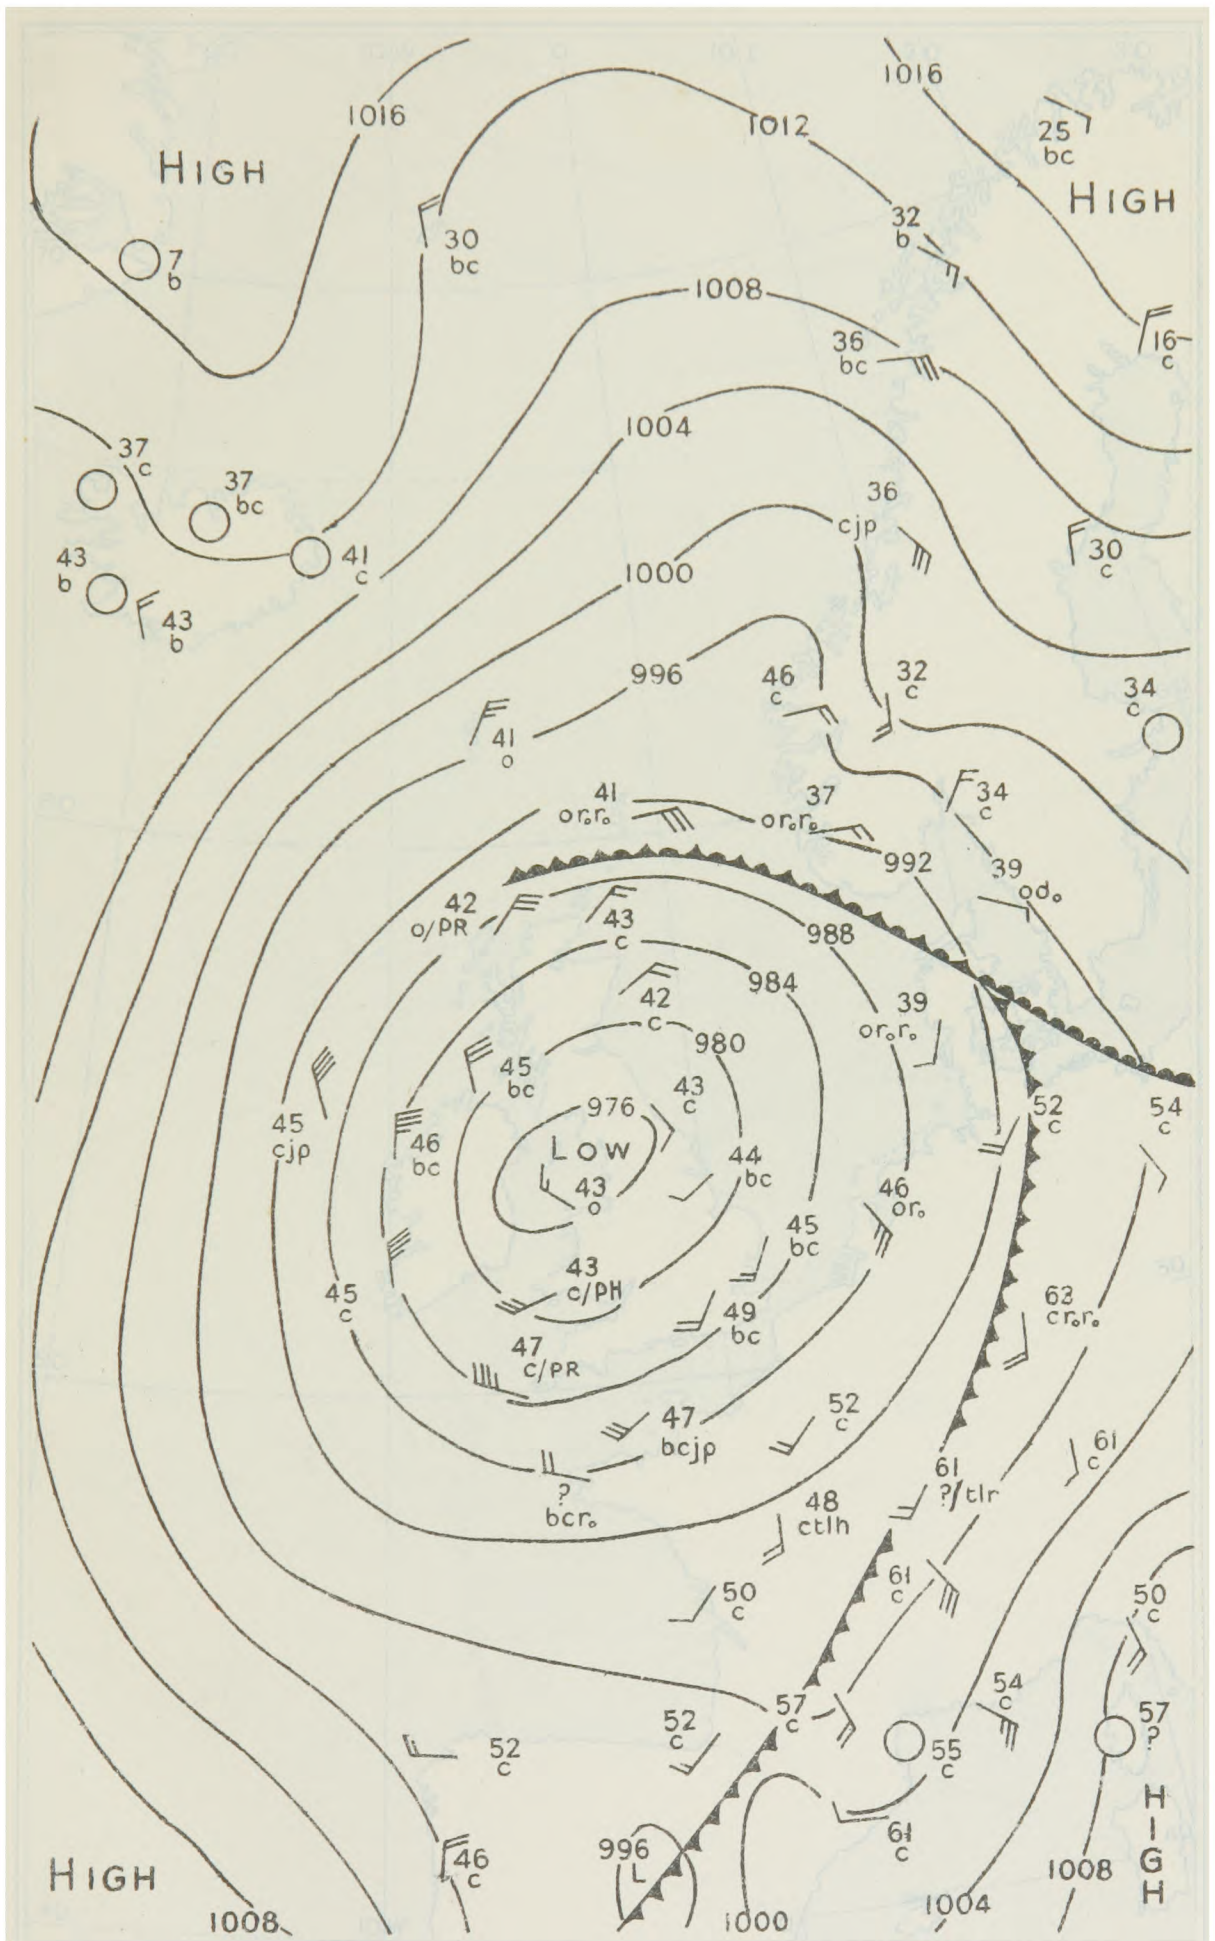 1016
1016
1012
25
bc
HIGH
HIGH
7
b
30
bc
32
b
1008
36
bc
16
c
1004
37
c
37
bc
36
cjp
43
b
41
c
1000
30
c
43
b
996
46
c
32
c
34
c
41
o
41
or₀r₀
37
or₀r₀
34
c
992
39
od₀
42
o/PR
43
c
988
984
42
c
39
or₀r₀
980
45
bc
976
43
c
52
c
54
c
45
cjp
46
bc
LOW
44
bc
43
o
46
or₀
45
bc
45
c
43
c/PH
49
bc
63
cr₀r₀
47
c/PR
52
c
47
bcjp
61
c
?
bcr₀
61
?/tlr
48
ctlh
50
c
61
c
50
c
54
c
57
c
52
c
57
?
52
c
55
c
61
c
HIGH
HIGH
46
c
996
L
1008
1008
1000
1004